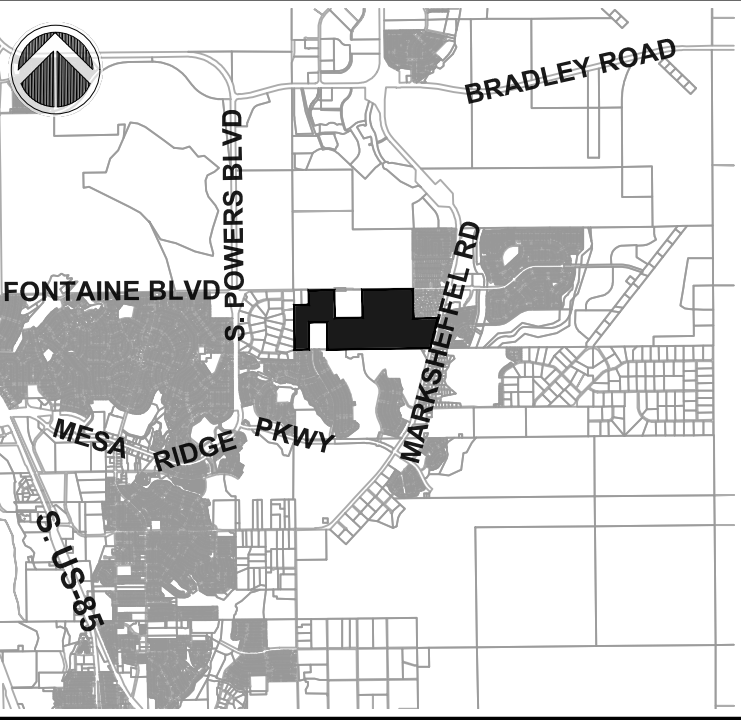 BRADLEY ROAD
S. POWERS BLVD
FONTAINE BLVD
MARKSHEFFEL RD
MESA RIDGE PKWY
S. US-85